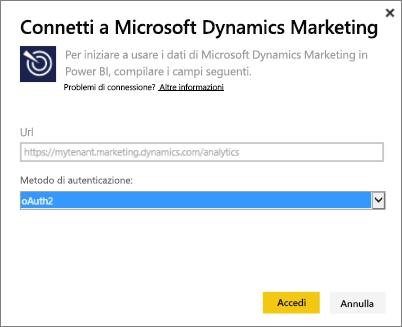 Connetti a Microsoft Dynamics Marketing
Per iniziare a usare i dati di Microsoft Dynamics Marketing in
Power BI, compilare i campi seguenti.
Problemi di connessione? Altre informazioni
Url
https://mytenant.marketing.dynamics.com/analytics
Metodo di autenticazione:
oAuth2
Accedi Annulla